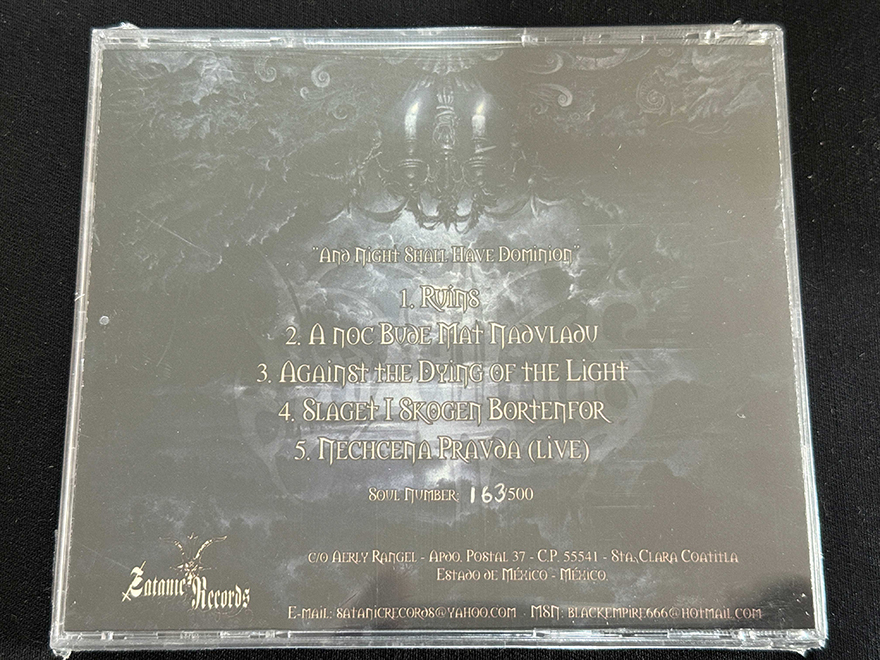 "And Night Shall Have Dominion"
1. Ruins
2. A noc Bude Mat Nadvladu
3. Against the Dying of the Light
4. Slaget I Skogen Bortenfor
5. Nechcena Pravda (live)
Soul Number: 163/500
c/o Aerly Rangel - Apdo. Postal 37 - C.P. 55541 - Sta. Clara Coatitla
Estado de México - México.
Satanic Records
E-mail: satanicrecords@yahoo.com MSN: blackempire666@hotmail.com